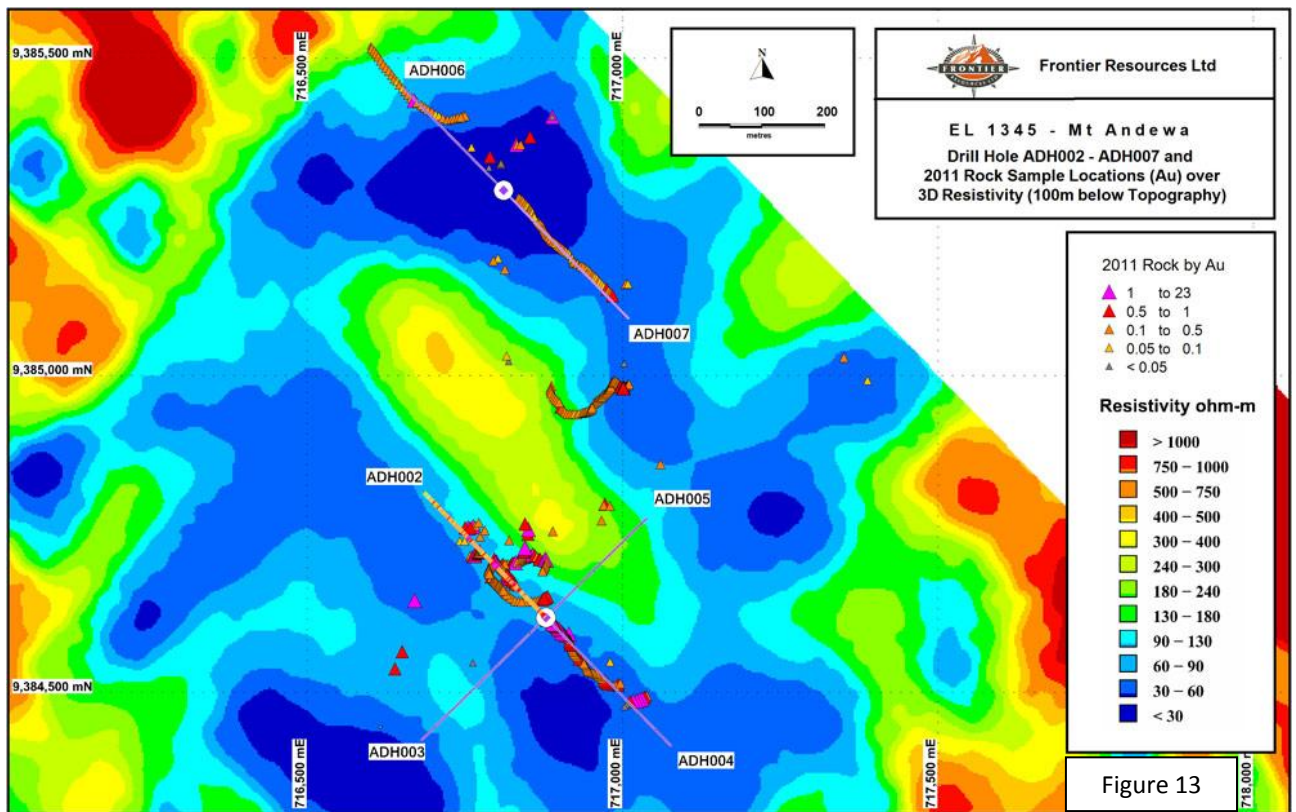 9,385,500 mN
716,500 mE
717,000 mE
ADH006
N
0 100 200
metres
FRONTIER
RESOURCES LTD
Frontier Resources Ltd
EL 1345 - Mt Andewa
Drill Hole ADH002 - ADH007 and
2011 Rock Sample Locations (Au) over
3D Resistivity (100m below Topography)
2011 Rock by Au
1 to 23
0.5 to 1
0.1 to 0.5
0.05 to 0.1
< 0.05
Resistivity ohm-m
> 1000
750 – 1000
500 – 750
400 – 500
300 – 400
240 – 300
180 – 240
130 – 180
90 – 130
60 – 90
30 – 60
< 30
ADH007
9,385,000 mN
ADH002
ADH005
9,384,500 mN
ADH003
ADH004
716,500 mE
717,000 mE
717,500 mE
718,000 m
Figure 13